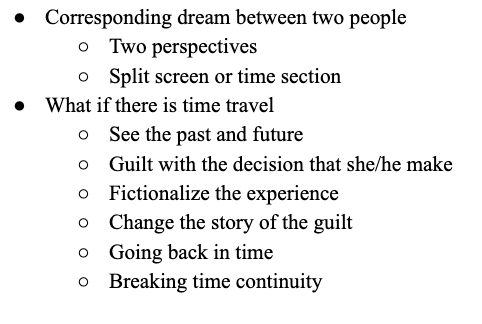 ● Corresponding dream between two people
○ Two perspectives
○ Split screen or time section
● What if there is time travel
○ See the past and future
○ Guilt with the decision that she/he make
○ Fictionalize the experience
○ Change the story of the guilt
○ Going back in time
○ Breaking time continuity